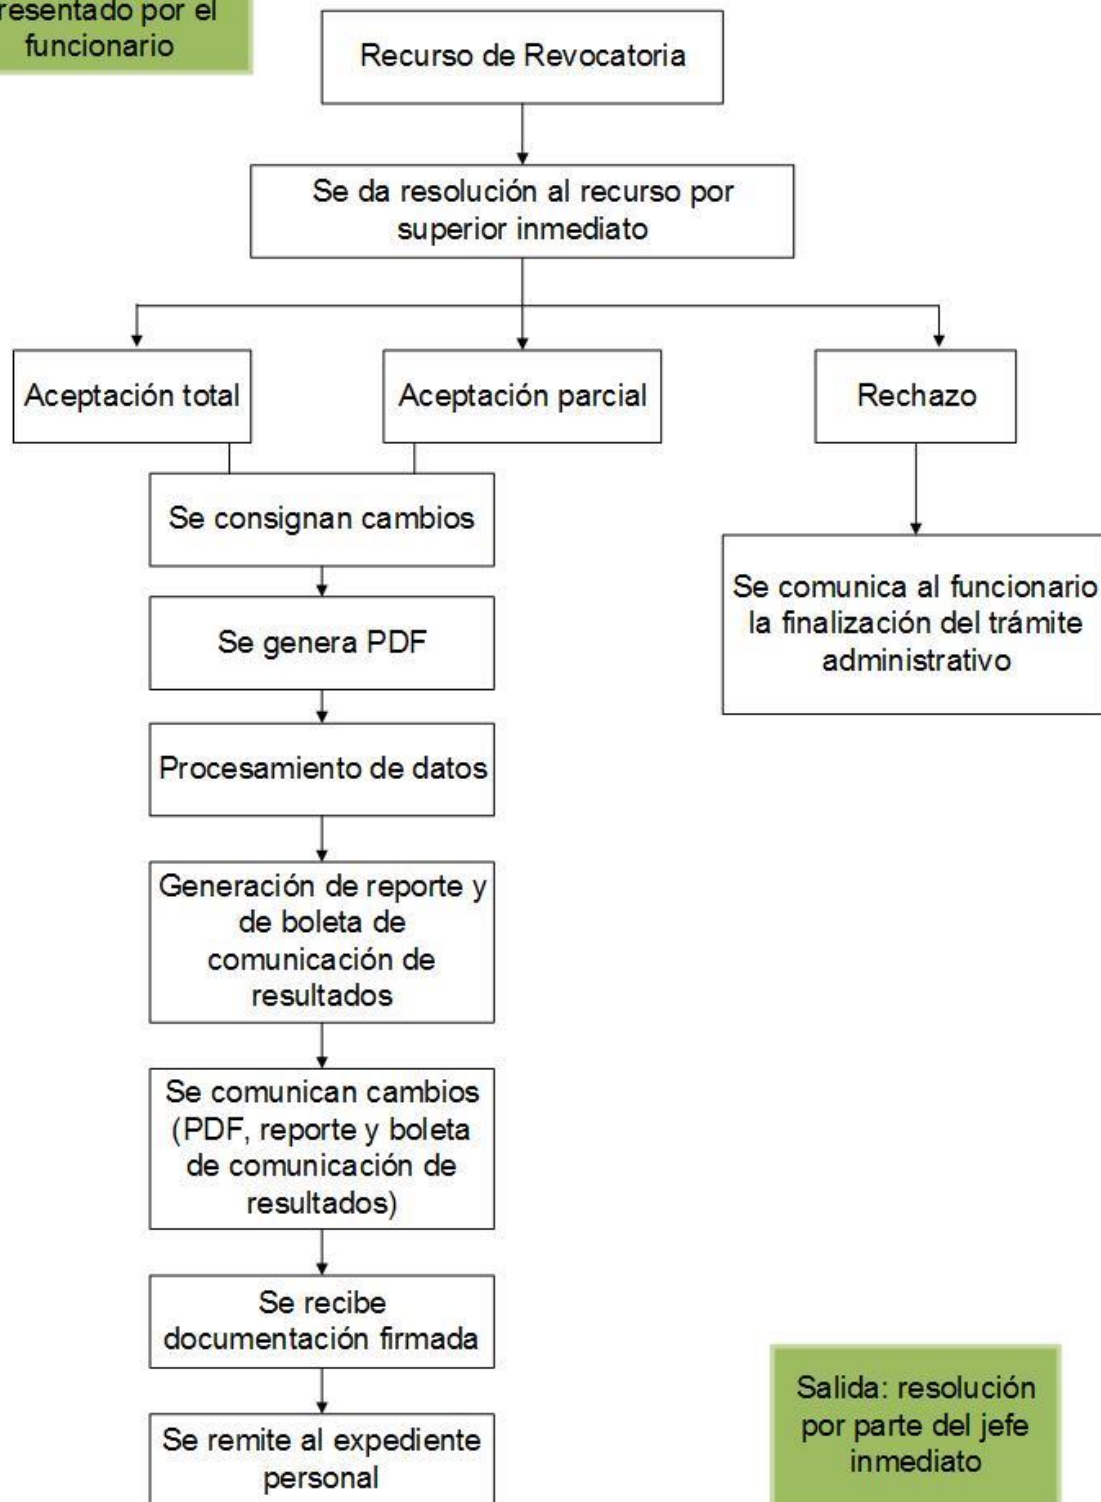 resentado por el
funcionario
Recurso de Revocatoria
Se da resolución al recurso por
superior inmediato
Aceptación total
Aceptación parcial
Rechazo
Se consignan cambios
Se comunica al funcionario
la finalización del trámite
administrativo
Se genera PDF
Procesamiento de datos
Generación de reporte y
de boleta de
comunicación de
resultados
Se comunican cambios
(PDF, reporte y boleta
de comunicación de
resultados)
Se recibe
documentación firmada
Se remite al expediente
personal
Salida: resolución
por parte del jefe
inmediato